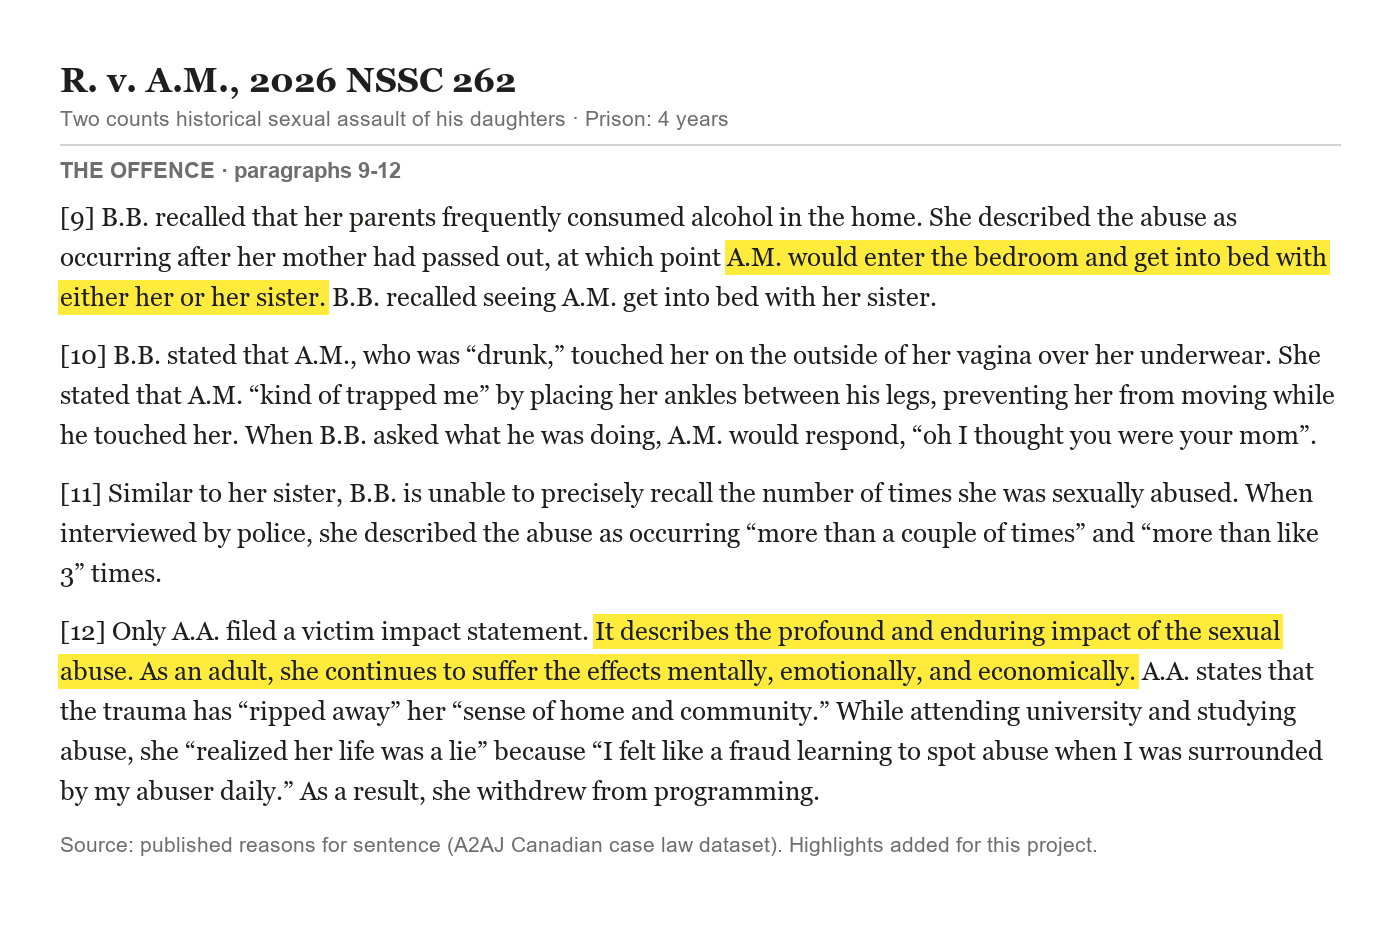 R. v. A.M., 2026 NSSC 262
Two counts historical sexual assault of his daughters · Prison: 4 years
THE OFFENCE · paragraphs 9-12
[9] B.B. recalled that her parents frequently consumed alcohol in the home. She described the abuse as
occurring after her mother had passed out, at which point A.M. would enter the bedroom and get into bed with
either her or her sister. B.B. recalled seeing A.M. get into bed with her sister.
[10] B.B. stated that A.M., who was “drunk,” touched her on the outside of her vagina over her underwear. She
stated that A.M. “kind of trapped me” by placing her ankles between his legs, preventing her from moving while
he touched her. When B.B. asked what he was doing, A.M. would respond, “oh I thought you were your mom”.
[11] Similar to her sister, B.B. is unable to precisely recall the number of times she was sexually abused. When
interviewed by police, she described the abuse as occurring “more than a couple of times” and “more than like
3” times.
[12] Only A.A. filed a victim impact statement. It describes the profound and enduring impact of the sexual
abuse. As an adult, she continues to suffer the effects mentally, emotionally, and economically. A.A. states that
the trauma has “ripped away” her “sense of home and community.” While attending university and studying
abuse, she “realized her life was a lie” because “I felt like a fraud learning to spot abuse when I was surrounded
by my abuser daily.” As a result, she withdrew from programming.
Source: published reasons for sentence (A2AJ Canadian case law dataset). Highlights added for this project.